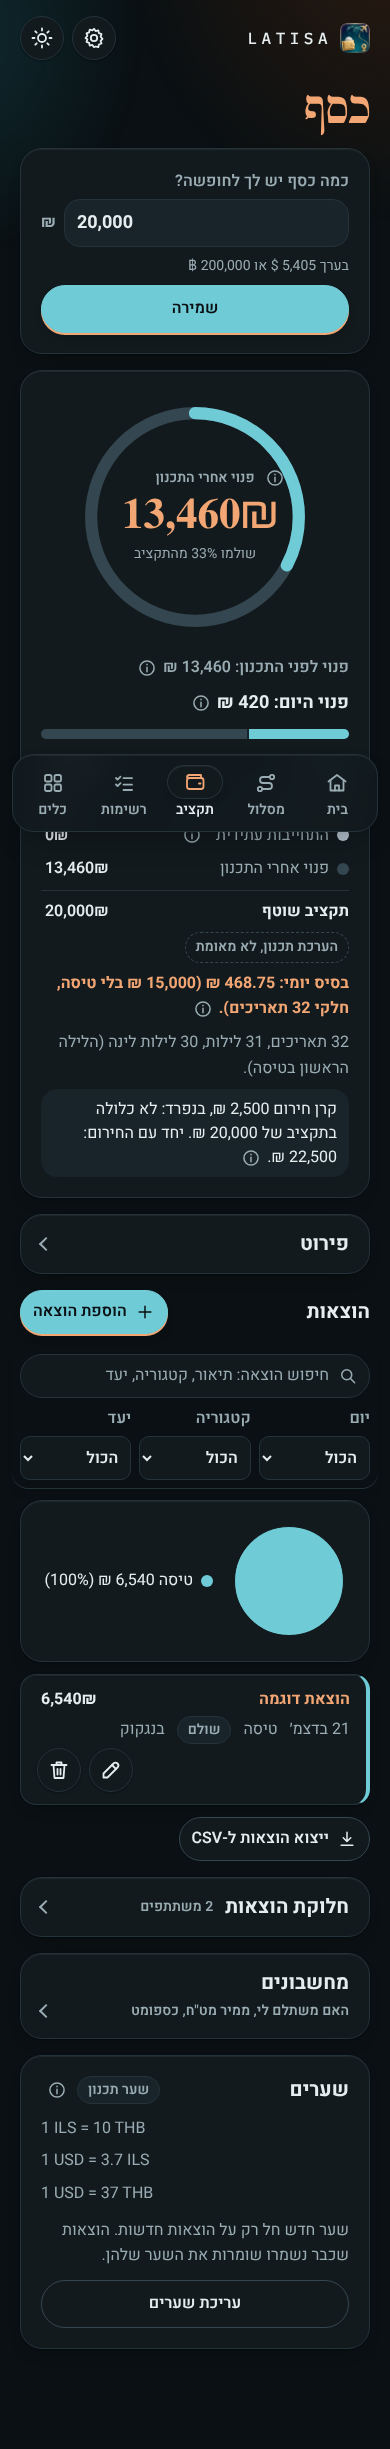 LATISA
כסף
כמה כסף יש לך לחופשה?
20,000 ₪
בערך 5,405 $ או 200,000 ฿
שמירה
פנוי אחרי התכנון
₪13,460
שולמו 33% מהתקציב
פנוי לפני התכנון: 13,460 ₪
פנוי היום: 420 ₪
בית
מסלול
תקציב
רשימות
כלים
התחייבות עתידית ₪0
פנוי אחרי התכנון ₪13,460
תקציב שוטף ₪20,000
הערכת תכנון, לא מאומת
בסיס יומי: 468.75 ₪ (15,000 ₪ בלי טיסה,
חלקי 32 תאריכים).
32 תאריכים, 31 לילות, 30 לילות לינה (הלילה
הראשון בטיסה).
קרן חירום 2,500 ₪, בנפרד: לא כלולה
בתקציב של 20,000 ₪. יחד עם החירום:
22,500 ₪.
פירוט
הוצאות
הוספת הוצאה
חיפוש הוצאה: תיאור, קטגוריה, יעד
יום קטגוריה יעד
הכול הכול הכול
טיסה 6,540 ₪ (100%)
הוצאת דוגמה ₪6,540
21 בדצמ׳ טיסה שולם בנגקוק
ייצוא הוצאות ל-CSV
חלוקת הוצאות 2 משתתפים
מחשבונים
האם משתלם לי, ממיר מט"ח, כספומט
שערים שער תכנון
1 ILS = 10 THB
1 USD = 3.7 ILS
1 USD = 37 THB
שער חדש חל רק על הוצאות חדשות. הוצאות
שכבר נשמרו שומרות את השער שלהן.
עריכת שערים